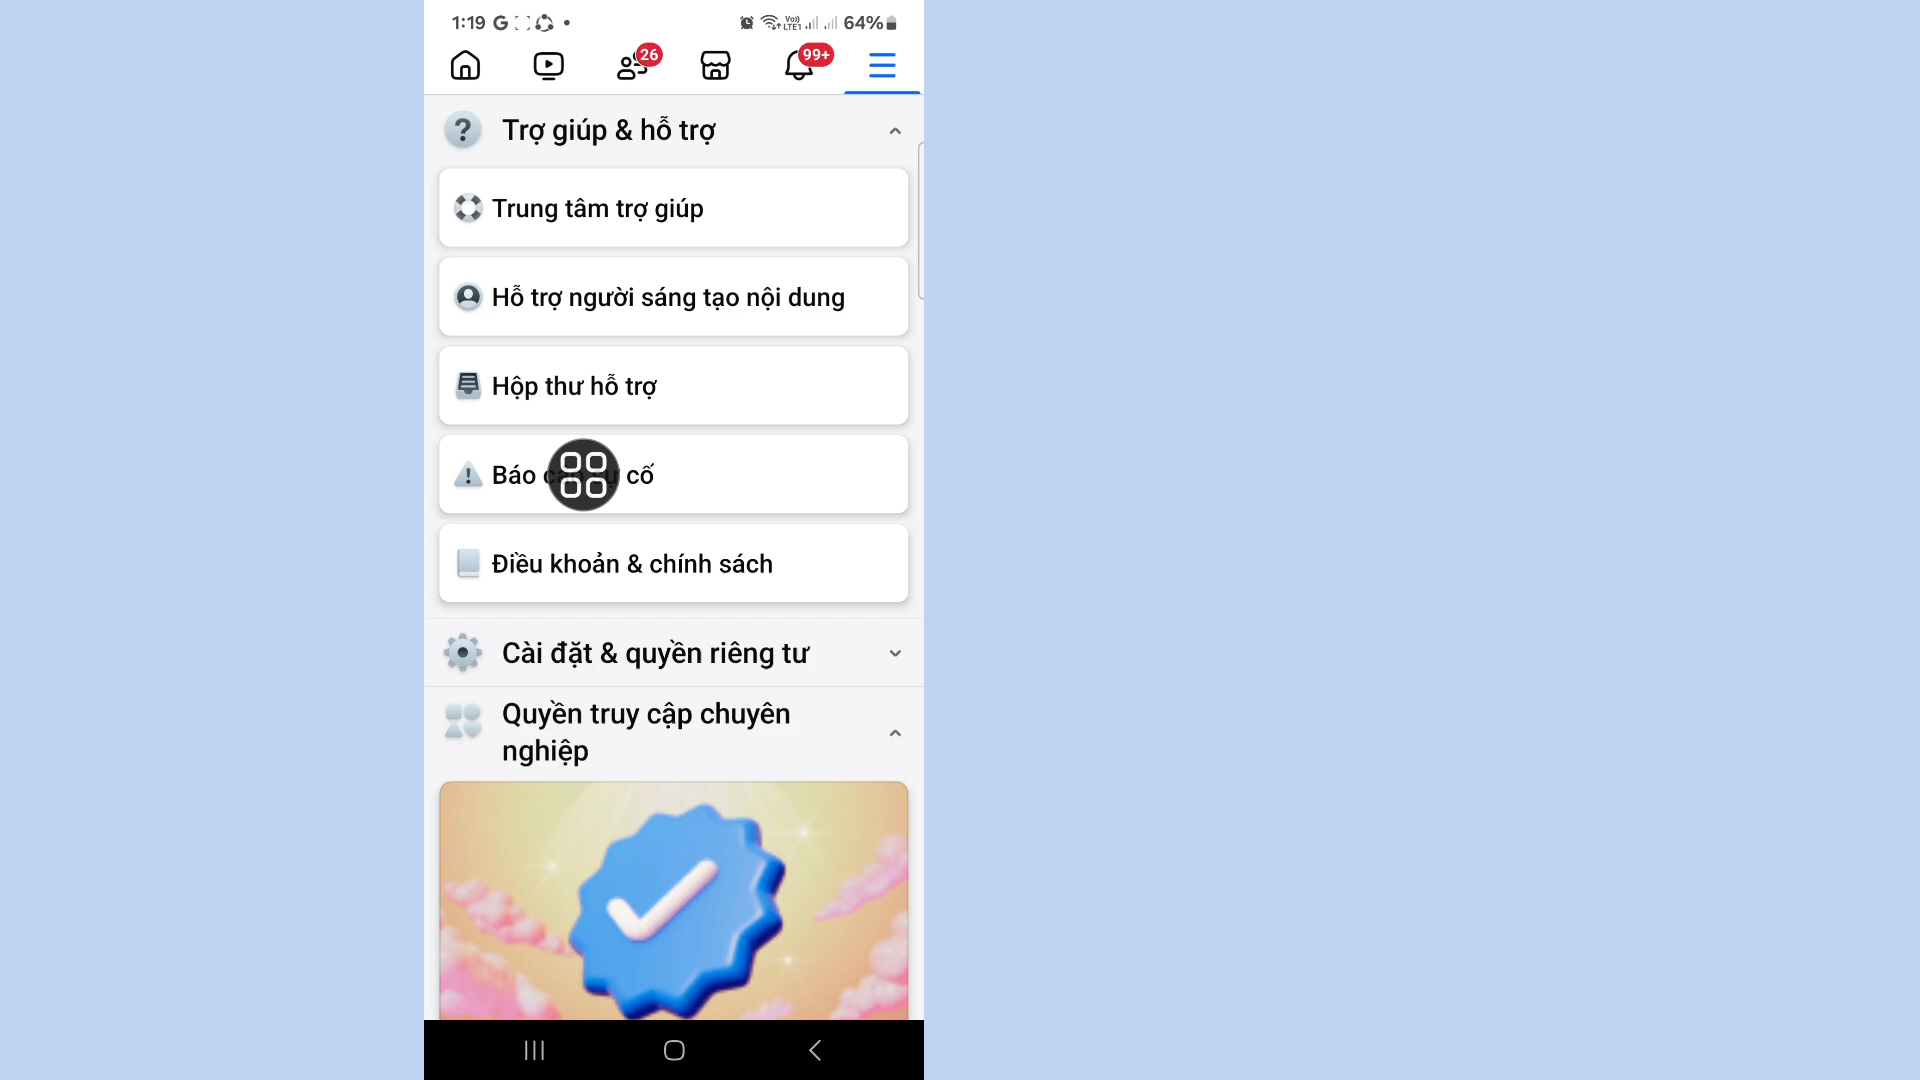 1:19 G 64%
26
99+
Trợ giúp & hỗ trợ
Trung tâm trợ giúp
Hỗ trợ người sáng tạo nội dung
Hộp thư hỗ trợ
Báo cáo sự cố
Điều khoản & chính sách
Cài đặt & quyền riêng tư
Quyền truy cập chuyên
nghiệp